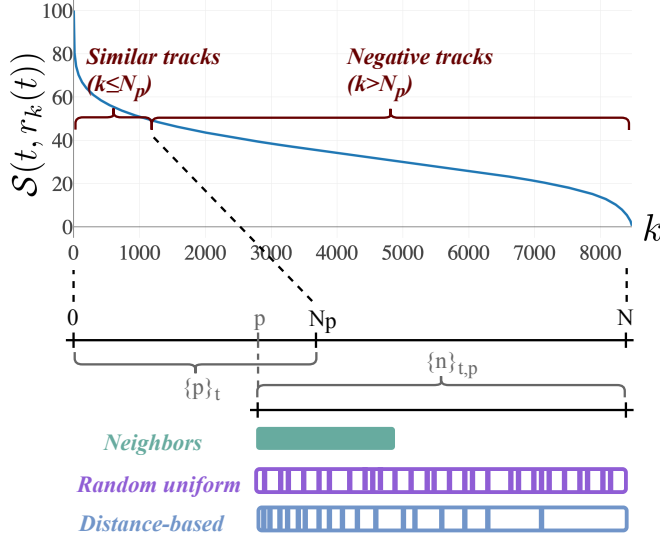 100
80
60
40
20
0
S(t, r_k(t))
Similar tracks
(k≤N_p)
Negative tracks
(k>N_p)
0 1000 2000 3000 4000 5000 6000 7000 8000
k
0 p Np N
{p}_t
{n}_t,p
Neighbors
Random uniform
Distance-based